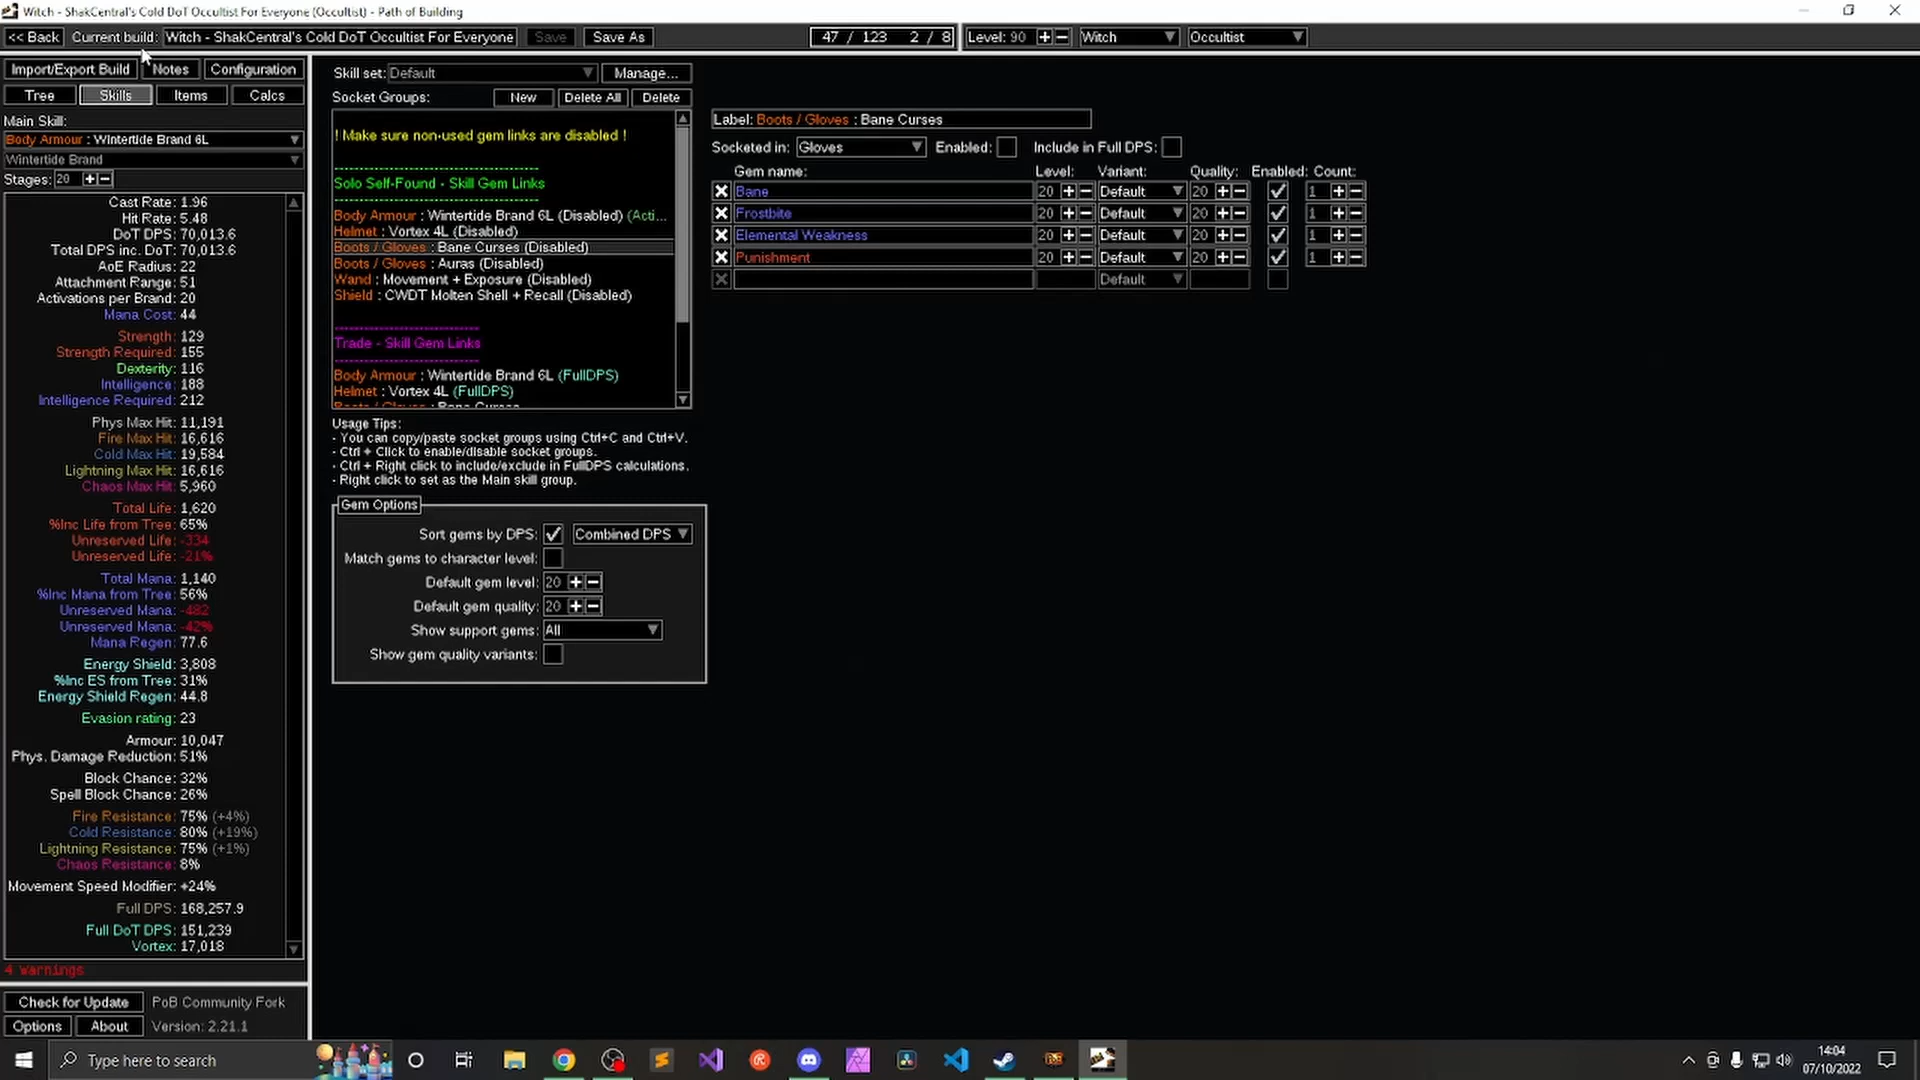 Witch - ShakCentral's Cold DoT Occultist For Everyone (Occultist) - Path of Building
<< Back
Current build:
Witch - ShakCentral's Cold DoT Occultist For Everyone
Save
Save As
47 / 123 2 / 8
Level: 90
Witch
Occultist
Import/Export Build
Notes
Configuration
Tree
Skills
Items
Calcs
Main Skill:
Body Armour : Wintertide Brand 6L
Wintertide Brand
Stages: 20
Cast Rate: 1.96
Hit Rate: 5.48
DoT DPS: 70,013.6
Total DPS inc. DoT: 70,013.6
AoE Radius: 22
Attachment Range: 51
Activations per Brand: 20
Mana Cost: 44
Strength: 129
Strength Required: 155
Dexterity: 116
Intelligence: 188
Intelligence Required: 212
Phys Max Hit: 11,191
Fire Max Hit: 16,616
Cold Max Hit: 19,584
Lightning Max Hit: 16,616
Chaos Max Hit: 5,960
Total Life: 1,620
%Inc Life from Tree: 65%
Unreserved Life: -334
Unreserved Life: -21%
Total Mana: 1,140
%Inc Mana from Tree: 56%
Unreserved Mana: -482
Unreserved Mana: -42%
Mana Regen: 77.6
Energy Shield: 3,808
%Inc ES from Tree: 31%
Energy Shield Regen: 44.8
Evasion rating: 23
Armour: 10,047
Phys. Damage Reduction: 51%
Block Chance: 32%
Spell Block Chance: 26%
Fire Resistance: 75% (+4%)
Cold Resistance: 80% (+19%)
Lightning Resistance: 75% (+1%)
Chaos Resistance: 8%
Movement Speed Modifier: +24%
Full DPS: 168,257.9
Full DoT DPS: 151,239
Vortex: 17,018
4 Warnings
Check for Update
PoB Community Fork
Options
About
Version: 2.21.1
Skill set: Default
Manage...
Socket Groups:
New
Delete All
Delete
! Make sure non-used gem links are disabled !
------------------------------
Solo Self-Found - Skill Gem Links
------------------------------
Body Armour : Wintertide Brand 6L (Disabled) (Acti...
Helmet : Vortex 4L (Disabled)
Boots / Gloves : Bane Curses (Disabled)
Boots / Gloves : Auras (Disabled)
Wand : Movement + Exposure (Disabled)
Shield : CWDT Molten Shell + Recall (Disabled)
---------------------
Trade - Skill Gem Links
---------------------
Body Armour : Wintertide Brand 6L (FullDPS)
Helmet : Vortex 4L (FullDPS)
Boots / Gloves : Bane Curses
Usage Tips:
- You can copy/paste socket groups using Ctrl+C and Ctrl+V.
- Ctrl + Click to enable/disable socket groups.
- Ctrl + Right click to include/exclude in FullDPS calculations.
- Right click to set as the Main skill group.
Gem Options
Sort gems by DPS:
Combined DPS
Match gems to character level:
Default gem level: 20
Default gem quality: 20
Show support gems: All
Show gem quality variants:
Label: Boots / Gloves : Bane Curses
Socketed in: Gloves
Enabled:
Include in Full DPS:
Gem name: Level: Variant: Quality: Enabled: Count:
Bane 20 Default 20 1
Frostbite 20 Default 20 1
Elemental Weakness 20 Default 20 1
Punishment 20 Default 20 1
Default
Type here to search
14:04
07/10/2022